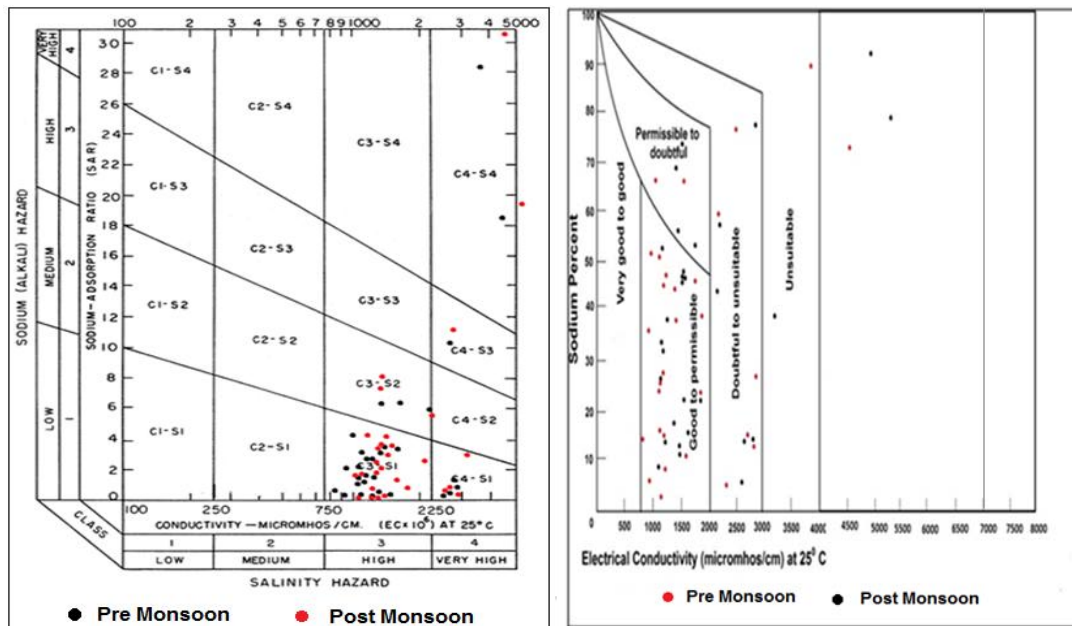 100 2 3 4 5 6 7 8 9 1000 2 3 4 5000
VERY HIGH
HIGH
MEDIUM
LOW
4
3
2
1
SODIUM (ALKALI) HAZARD
SODIUM-ADSORPTION RATIO (SAR)
30
28
26
24
22
20
18
16
14
12
10
8
6
4
2
0
C1-S4
C2-S4
C3-S4
C4-S4
C1-S3
C2-S3
C3-S3
C4-S3
C1-S2
C2-S2
C3-S2
C4-S2
C1-S1
C2-S1
C3-S1
C4-S1
100 250 750 2250
CLASS
CONDUCTIVITY — MICROMHOS/CM. (EC×10⁶) AT 25°C
1 2 3 4
LOW MEDIUM HIGH VERY HIGH
SALINITY HAZARD
Pre Monsoon Post Monsoon
100
90
80
70
60
50
40
30
20
10
0
Sodium Percent
Very good to good
Permissible to
doubtful
Good to permissible
Doubtful to unsuitable
Unsuitable
500 1000 1500 2000 2500 3000 4000 4500 5000 6000 7000 8000
Electrical Conductivity (micromhos/cm) at 25⁰ C
Pre Monsoon Post Monsoon